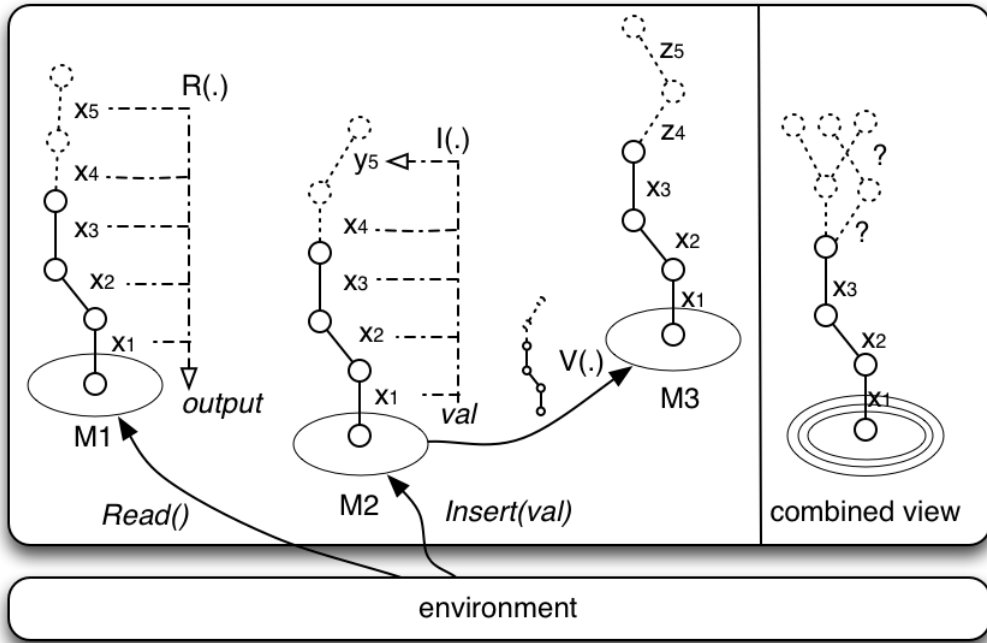 R(.)
x5
x4
x3
x2
x1
output
M1
Read()
I(.)
y5
x4
x3
x2
x1
val
M2
Insert(val)
V(.)
z5
z4
x3
x2
x1
M3
?
?
x3
x2
x1
combined view
environment